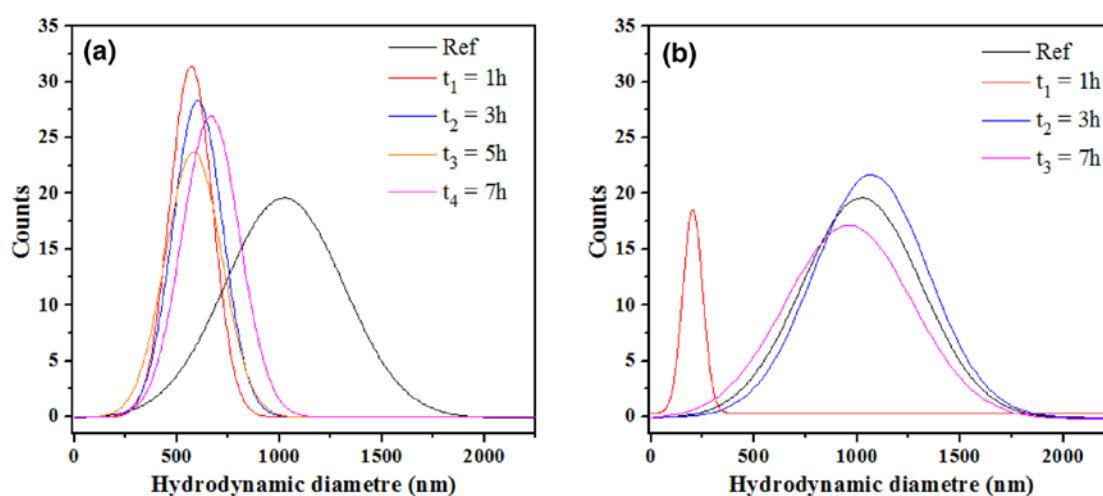 (a)
Ref
t₁ = 1h
t₂ = 3h
t₃ = 5h
t₄ = 7h
35
30
25
20
15
10
5
0
Counts
0 500 1000 1500 2000
Hydrodynamic diametre (nm)
(b)
Ref
t₁ = 1h
t₂ = 3h
t₃ = 7h
35
30
25
20
15
10
5
0
Counts
0 500 1000 1500 2000
Hydrodynamic diametre (nm)